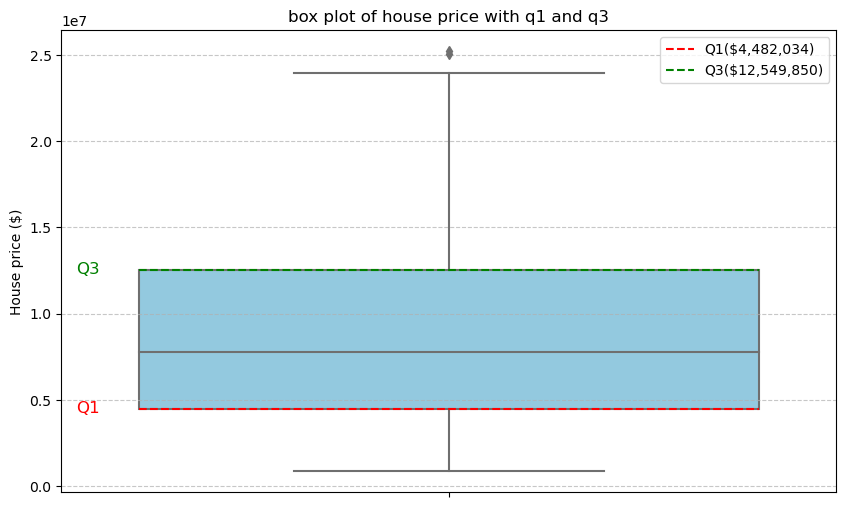 box plot of house price with q1 and q3
1e7
2.5
2.0
1.5
1.0
0.5
0.0
House price ($)
Q3
Q1
Q1($4,482,034)
Q3($12,549,850)